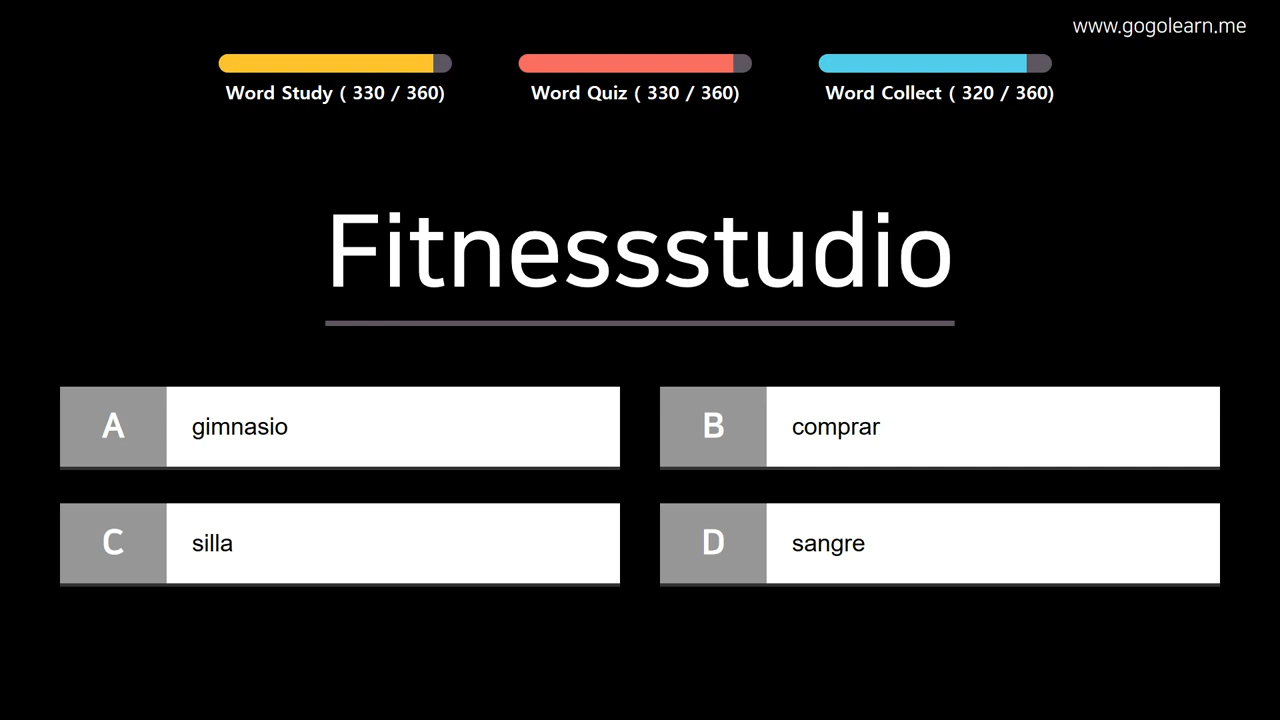 www.gogolearn.me
Word Study ( 330 / 360)
Word Quiz ( 330 / 360)
Word Collect ( 320 / 360)
Fitnessstudio
A gimnasio
B comprar
C silla
D sangre